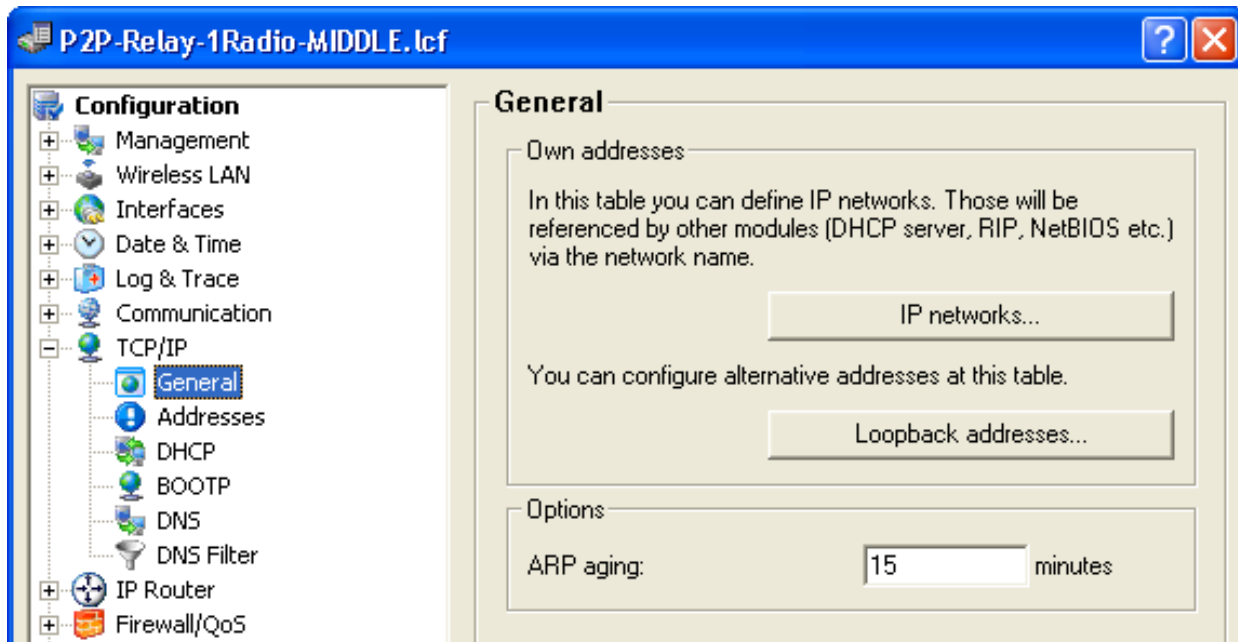 P2P-Relay-1Radio-MIDDLE.lcf
Configuration
Management
Wireless LAN
Interfaces
Date & Time
Log & Trace
Communication
TCP/IP
General
Addresses
DHCP
BOOTP
DNS
DNS Filter
IP Router
Firewall/QoS
General
Own addresses
In this table you can define IP networks. Those will be
referenced by other modules (DHCP server, RIP, NetBIOS etc.)
via the network name.
IP networks...
You can configure alternative addresses at this table.
Loopback addresses...
Options
ARP aging: 15 minutes